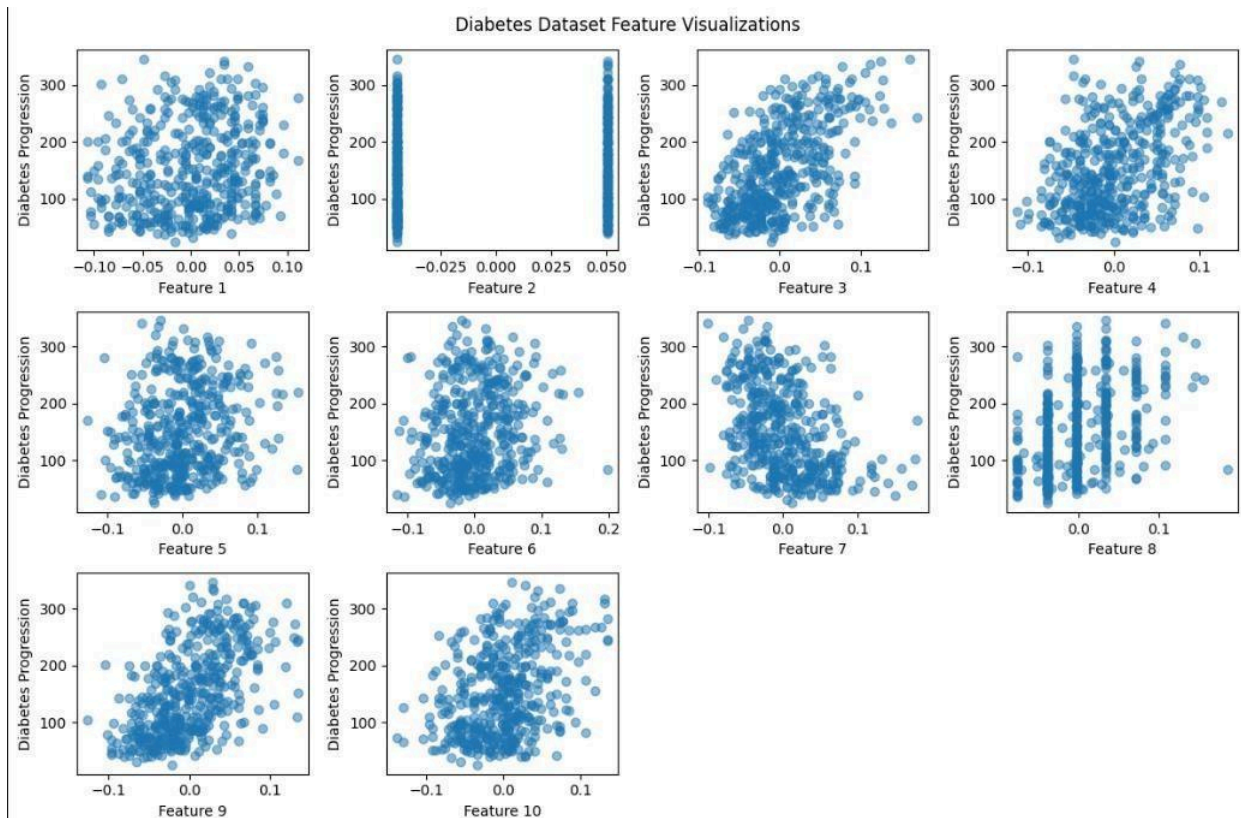 Diabetes Dataset Feature Visualizations
Diabetes Progression
300
200
100
−0.10 −0.05 0.00 0.05 0.10
Feature 1
Diabetes Progression
300
200
100
−0.025 0.000 0.025 0.050
Feature 2
Diabetes Progression
300
200
100
−0.1 0.0 0.1
Feature 3
Diabetes Progression
300
200
100
−0.1 0.0 0.1
Feature 4
Diabetes Progression
300
200
100
−0.1 0.0 0.1
Feature 5
Diabetes Progression
300
200
100
−0.1 0.0 0.1 0.2
Feature 6
Diabetes Progression
300
200
100
−0.1 0.0 0.1
Feature 7
Diabetes Progression
300
200
100
0.0 0.1
Feature 8
Diabetes Progression
300
200
100
−0.1 0.0 0.1
Feature 9
Diabetes Progression
300
200
100
−0.1 0.0 0.1
Feature 10